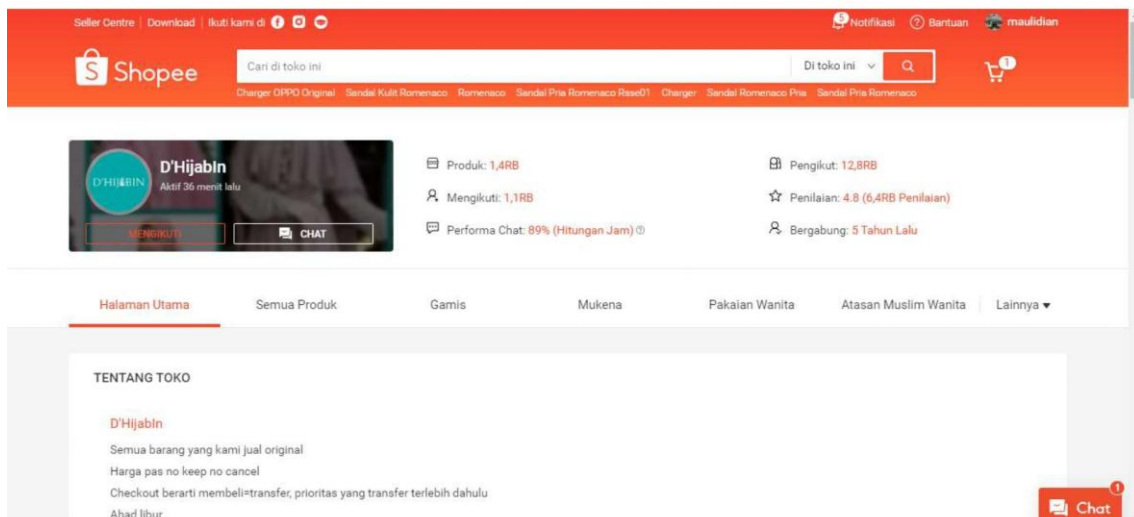 Seller Centre | Download | Ikuti kami di
5 Notifikasi Bantuan maulidian
Shopee
Cari di toko ini
Di toko ini
1
Charger OPPO Original Sandal Kulit Romenaco Romenaco Sandal Pria Romenaco Rsse01 Charger Sandal Romenaco Pria Sandal Pria Romenaco
D'HIJABIN
D'HijabIn
Aktif 36 menit lalu
MENGIKUTI
CHAT
Produk: 1,4RB
Mengikuti: 1,1RB
Performa Chat: 89% (Hitungan Jam)
Pengikut: 12,8RB
Penilaian: 4.8 (6,4RB Penilaian)
Bergabung: 5 Tahun Lalu
Halaman Utama Semua Produk Gamis Mukena Pakaian Wanita Atasan Muslim Wanita Lainnya
TENTANG TOKO
D'HijabIn
Semua barang yang kami jual original
Harga pas no keep no cancel
Checkout berarti membeli=transfer, prioritas yang transfer terlebih dahulu
Ahad libur
Chat 1